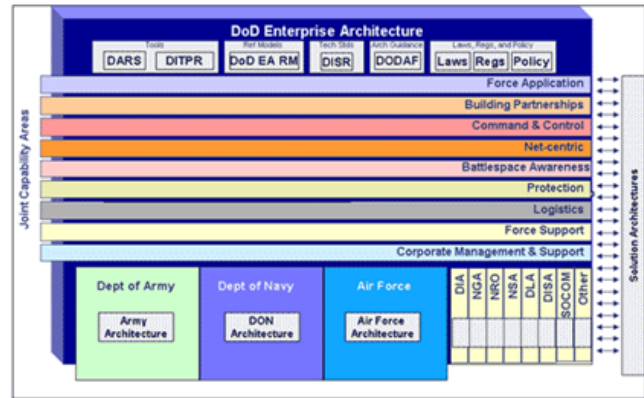 DoD Enterprise Architecture
Tools
Ref Models
Tech Stds
Arch Guidance
Laws, Regs, and Policy
DARS
DITPR
DoD EA RM
DISR
DODAF
Laws
Regs
Policy
Joint Capability Areas
Force Application
Building Partnerships
Command & Control
Net-centric
Battlespace Awareness
Protection
Logistics
Force Support
Corporate Management & Support
Solution Architectures
Dept of Army
Dept of Navy
Air Force
Army
Architecture
DON
Architecture
Air Force
Architecture
DIA
NGA
NRO
NSA
DLA
DISA
SOCOM
Other